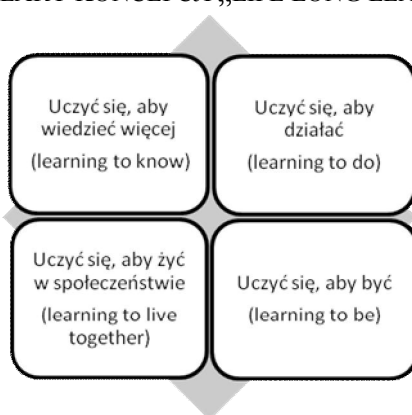 Uczyć się, aby
wiedzieć więcej
(learning to know)
Uczyć się, aby
działać
(learning to do)
Uczyć się, aby żyć
w społeczeństwie
(learning to live
together)
Uczyć się, aby być
(learning to be)